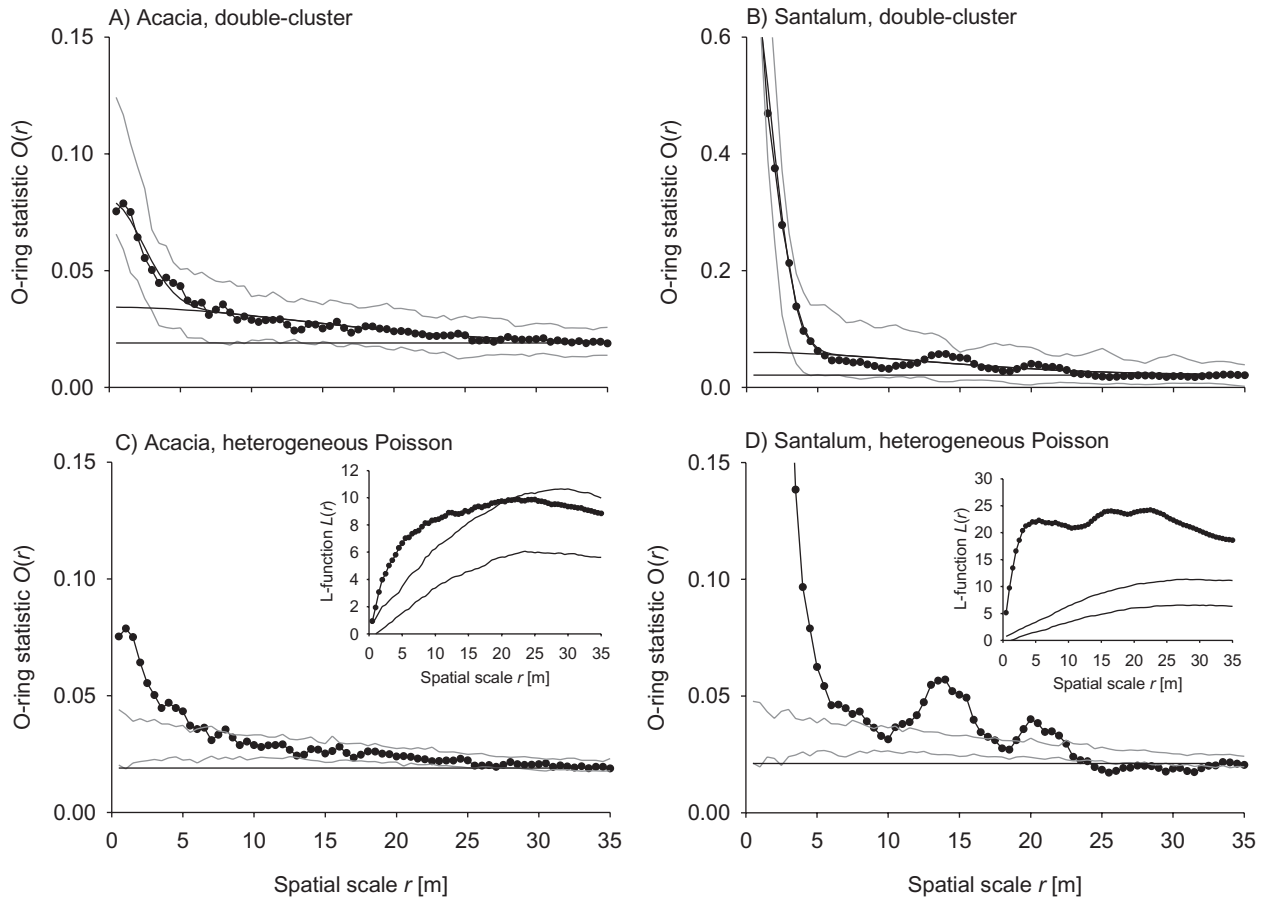 A) Acacia, double-cluster
0.15
0.10
0.05
0.00
O-ring statistic O(r)
B) Santalum, double-cluster
0.6
0.4
0.2
0.0
O-ring statistic O(r)
C) Acacia, heterogeneous Poisson
0.15
0.10
0.05
0.00
O-ring statistic O(r)
0 5 10 15 20 25 30 35
Spatial scale r [m]
12
10
8
6
4
2
0
L-function L(r)
0 5 10 15 20 25 30 35
Spatial scale r [m]
D) Santalum, heterogeneous Poisson
0.15
0.10
0.05
0.00
O-ring statistic O(r)
0 5 10 15 20 25 30 35
Spatial scale r [m]
30
25
20
15
10
5
0
L-function L(r)
0 5 10 15 20 25 30 35
Spatial scale r [m]